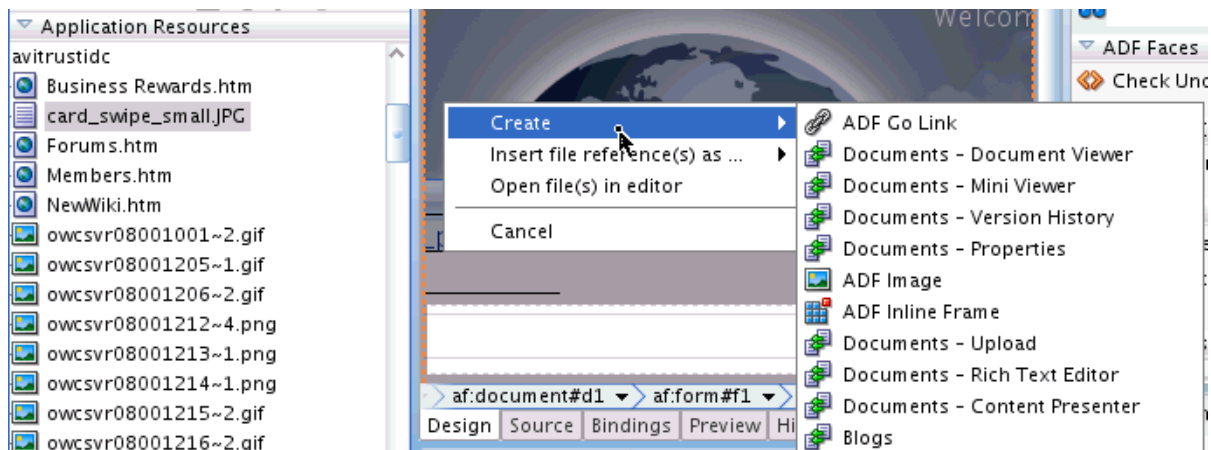 Application Resources
avitrustidc
Business Rewards.htm
card_swipe_small.JPG
Forums.htm
Members.htm
NewWiki.htm
owcsvr08001001~2.gif
owcsvr08001205~1.gif
owcsvr08001206~2.gif
owcsvr08001212~4.png
owcsvr08001213~1.png
owcsvr08001214~1.png
owcsvr08001215~2.gif
owcsvr08001216~2.gif
Welcom
Create
Insert file reference(s) as ...
Open file(s) in editor
Cancel
af:document#d1 af:form#f1
Design Source Bindings Preview Hi
ADF Go Link
Documents - Document Viewer
Documents - Mini Viewer
Documents - Version History
Documents - Properties
ADF Image
ADF Inline Frame
Documents - Upload
Documents - Rich Text Editor
Documents - Content Presenter
Blogs
ADF Faces
Check Und